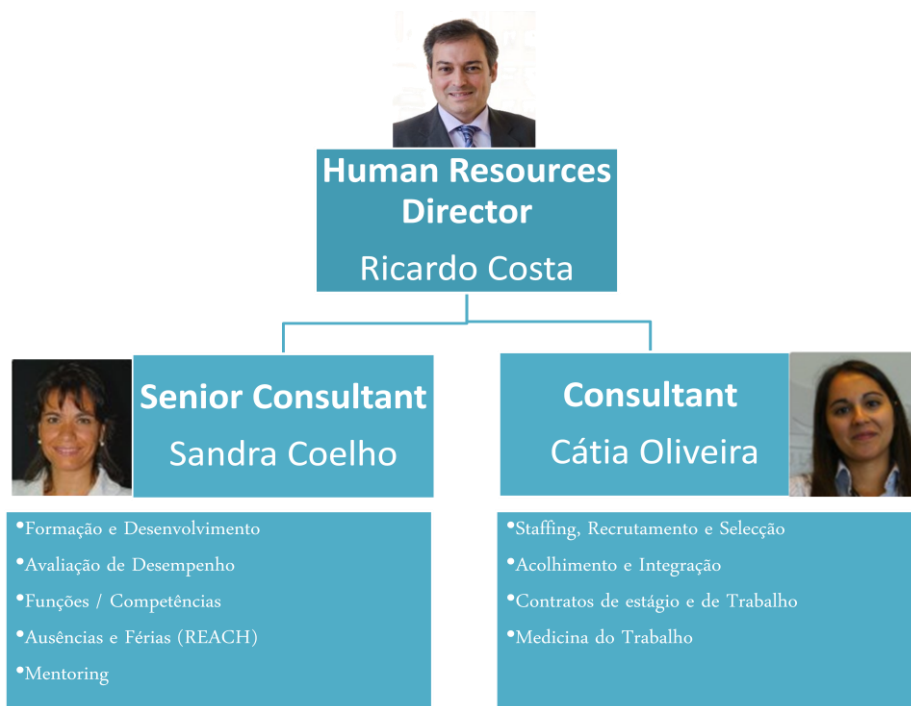 Human Resources
Director
Ricardo Costa
Senior Consultant
Sandra Coelho
Consultant
Cátia Oliveira
•Formação e Desenvolvimento
•Avaliação de Desempenho
•Funções / Competências
•Ausências e Férias (REACH)
•Mentoring
•Staffing, Recrutamento e Selecção
•Acolhimento e Integração
•Contratos de estágio e de Trabalho
•Medicina do Trabalho